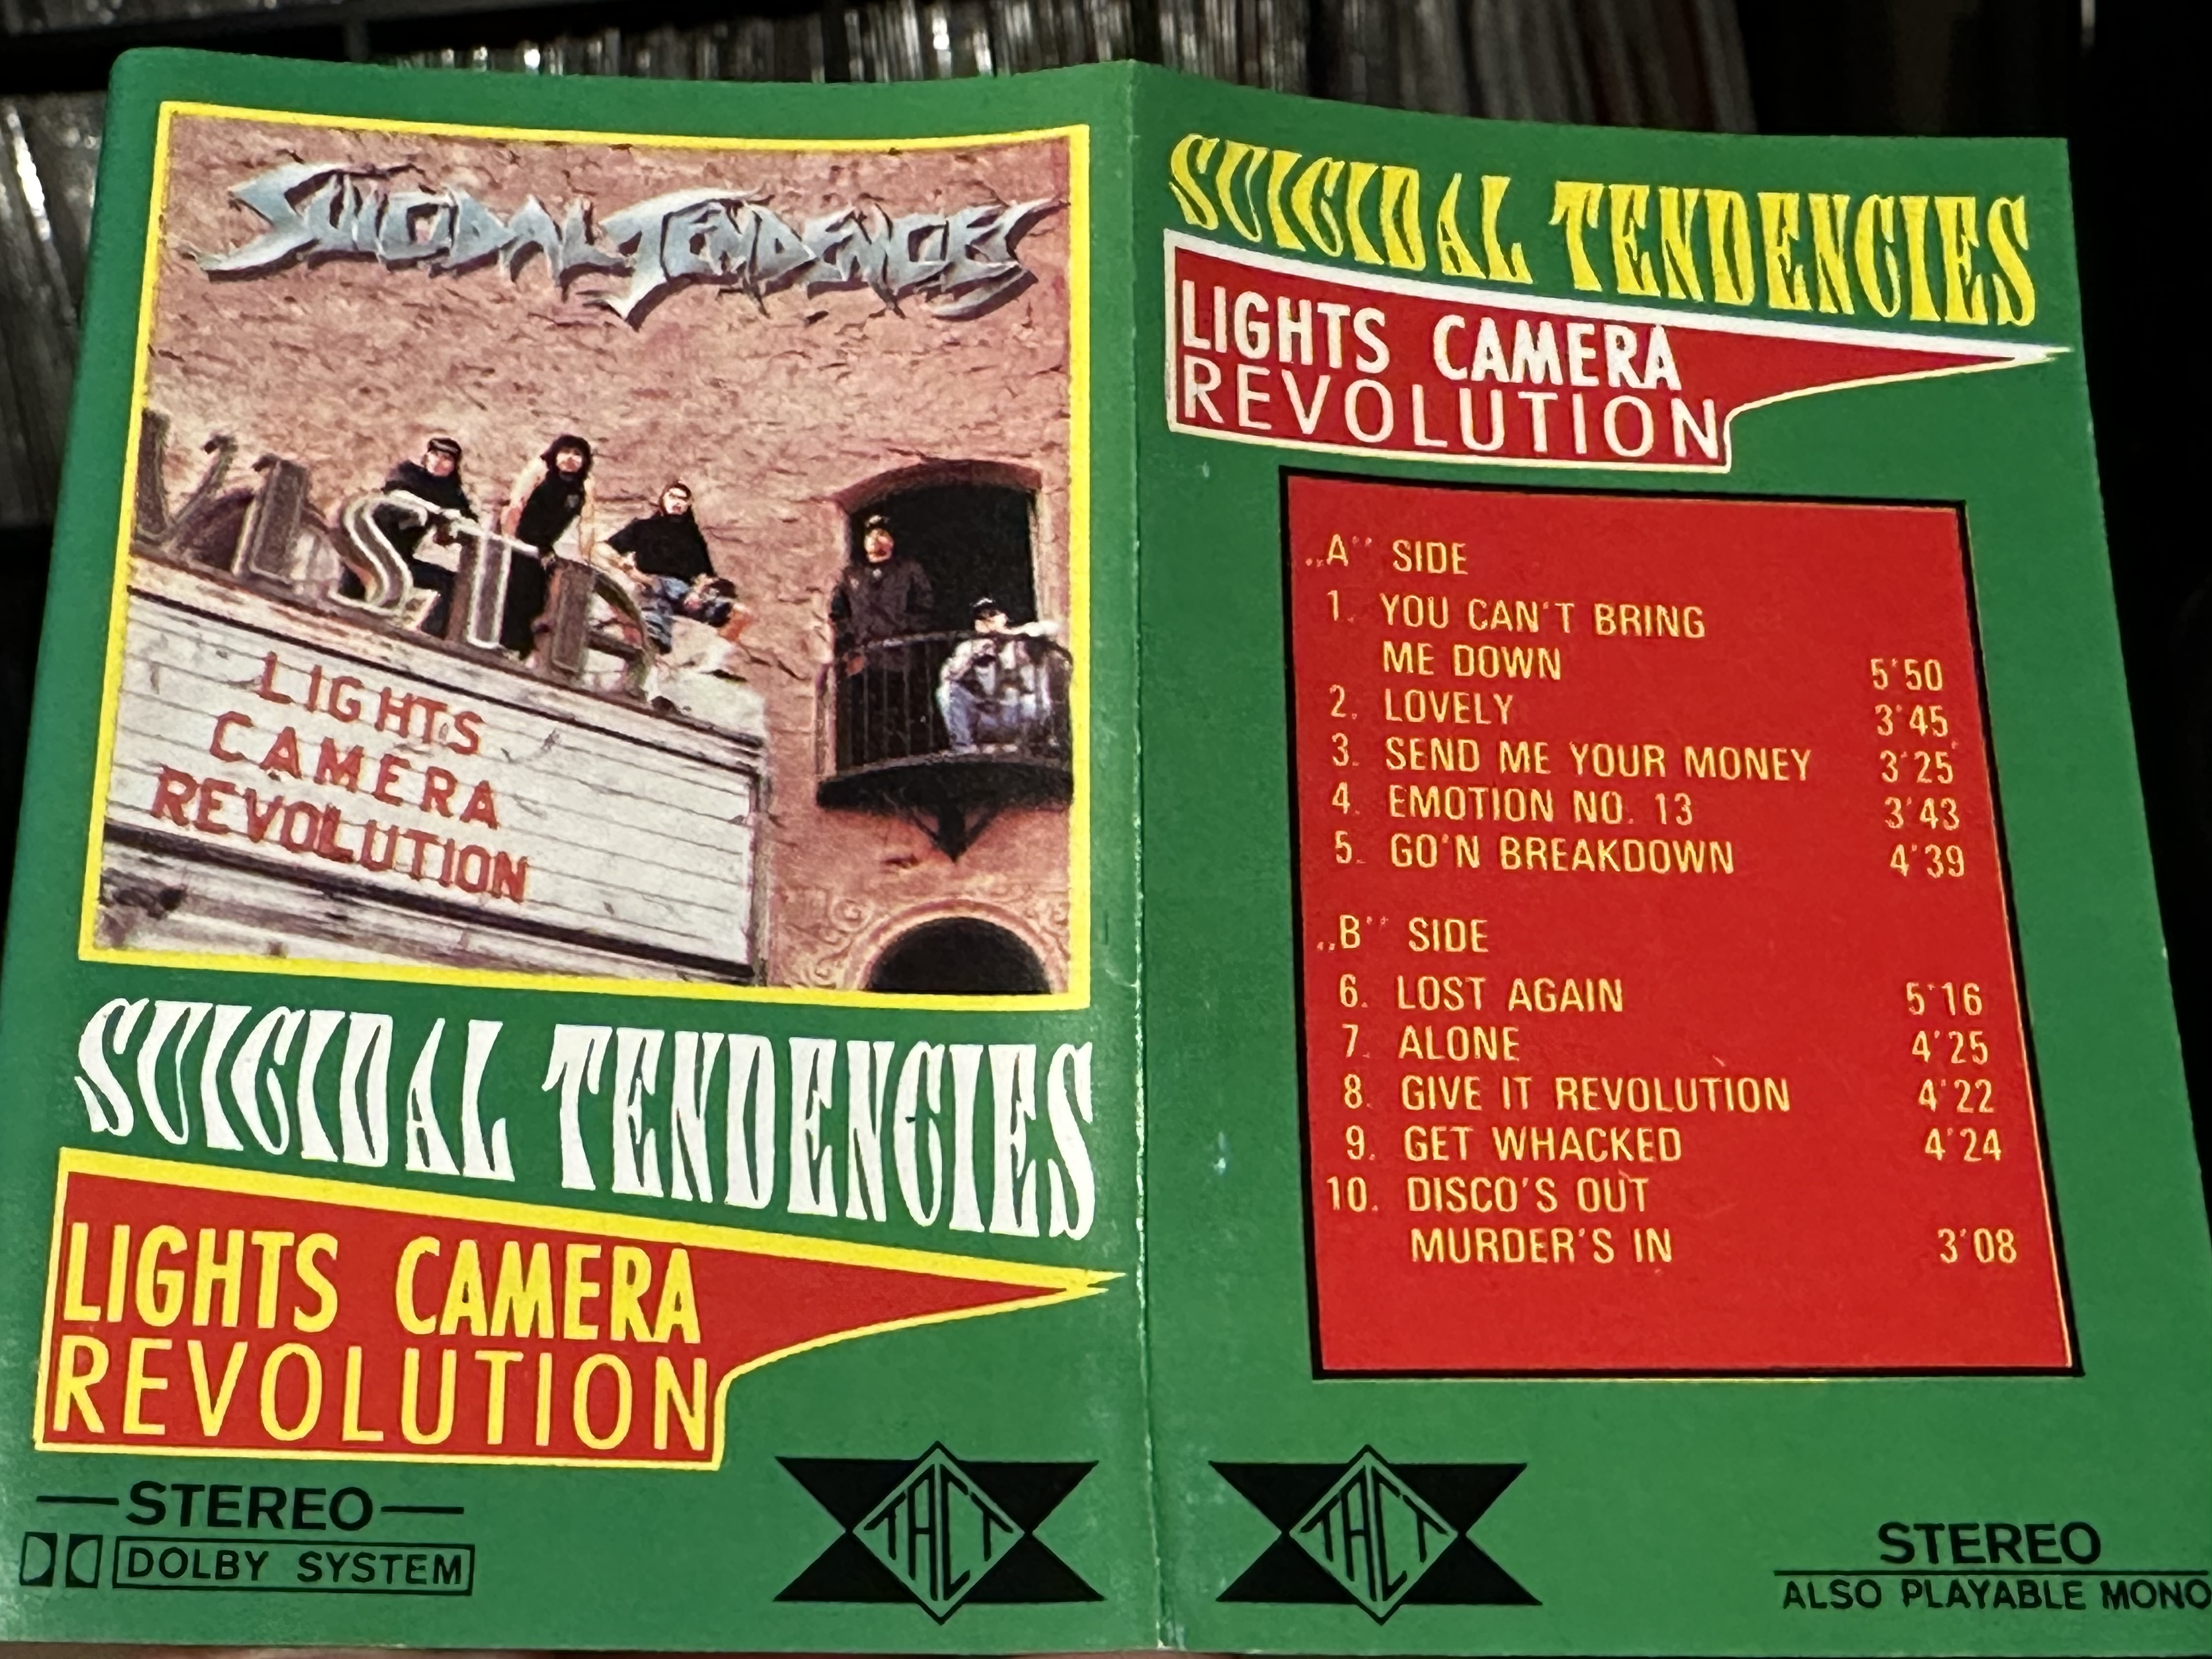 SUICIDAL TENDENCIES
VISTA
LIGHTS
CAMERA
REVOLUTION
SUICIDAL TENDENCIES
LIGHTS CAMERA
REVOLUTION
STEREO
DOLBY SYSTEM
TACT
SUICIDAL TENDENCIES
LIGHTS CAMERA
REVOLUTION
„A'' SIDE
1. YOU CAN'T BRING
ME DOWN 5'50
2. LOVELY 3'45
3. SEND ME YOUR MONEY 3'25
4. EMOTION NO. 13 3'43
5. GO'N BREAKDOWN 4'39
„B'' SIDE
6. LOST AGAIN 5'16
7. ALONE 4'25
8. GIVE IT REVOLUTION 4'22
9. GET WHACKED 4'24
10. DISCO'S OUT
MURDER'S IN 3'08
TACT
STEREO
ALSO PLAYABLE MONO